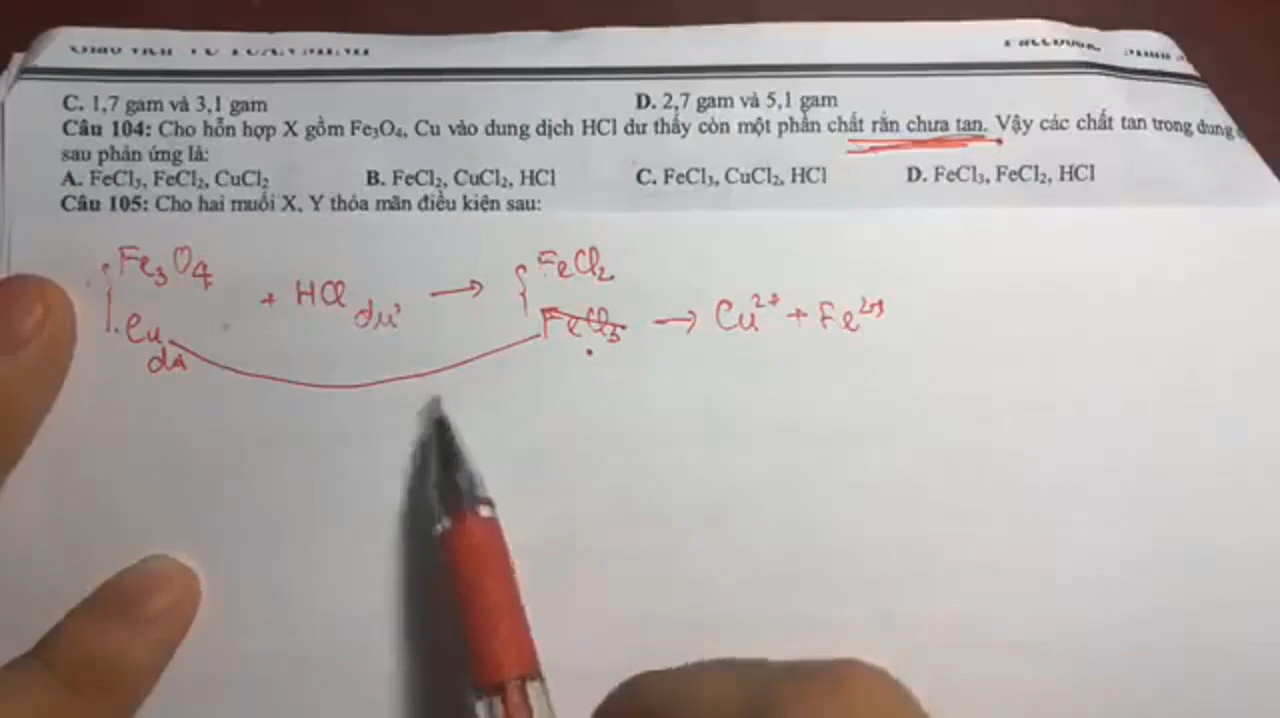 C. 1,7 gam và 3,1 gam D. 2,7 gam và 5,1 gam
Câu 104: Cho hỗn hợp X gồm Fe₃O₄, Cu vào dung dịch HCl dư thấy còn một phần chất rắn chưa tan. Vậy các chất tan trong dung
sau phản ứng là:
A. FeCl₃, FeCl₂, CuCl₂ B. FeCl₂, CuCl₂, HCl C. FeCl₃, CuCl₂, HCl D. FeCl₃, FeCl₂, HCl
Câu 105: Cho hai muối X, Y thỏa mãn điều kiện sau:
Fe₃O₄ + HCl dư → FeCl₂
Cu dư FeCl₃ → Cu²⁺ + Fe²⁺